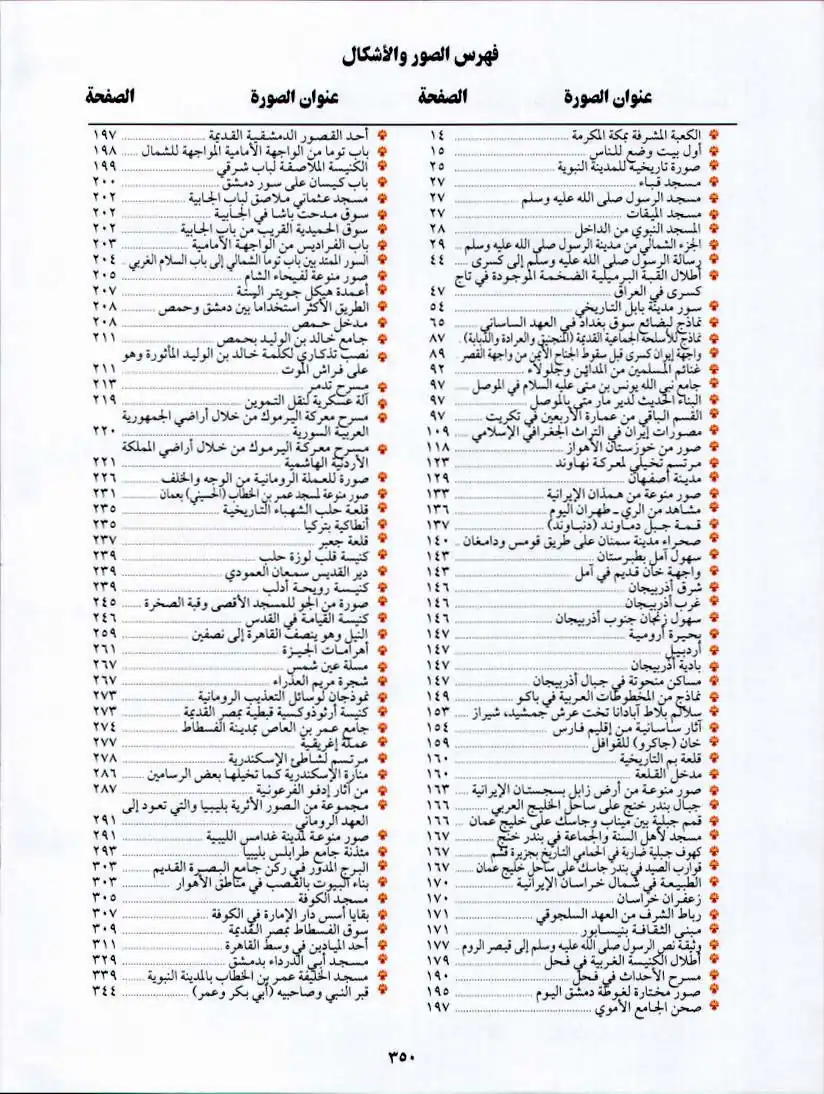 فهرس الصور والأشكال
عنوان الصورة الصفحة
الكعبة المشرفة بمكة المكرمة ١٤
أول بيت وضع للناس ١٥
صورة تاريخية للمدينة النبوية ٢٥
مسجد قباء ٢٧
مسجد الرسول صلى الله عليه وسلم ٢٧
مسجد الميقات ٢٧
المسجد النبوي من الداخل ٢٨
الجزء الشمالي من مدينة الرسول صلى الله عليه وسلم ٢٩
رسالة الرسول صلى الله عليه وسلم إلى كسرى ٤٤
أطلال القبة البرميلية الضخمة الموجودة في تاج
كسرى في العراق ٤٧
سور مدينة بابل التاريخي ٥٤
نماذج لبضائع سوق بغداد في العهد الساساني ٦٥
نماذج للأسلحة الجماعية القديمة (المنجنيق والعرادة والدبابة) ٨٧
واجهة إيوان كسرى قبل سقوط الجناح الأيمن من واجهة القصر ٨٩
غنائم المسلمين من المدائن وجلولاء ٩٢
جامع نبي الله يونس بن متى عليه السلام في الموصل ٩٧
البناء الحديث لدير مار متي بالموصل ٩٧
القسم الباقي من عمارة الأربعين في تكريت ٩٧
مصورات إيران في التراث الجغرافي الإسلامي ١٠٩
صور من خوزستان الأهواز ١١٨
مرتسم تخيلي لمعركة نهاوند ١٢٣
مدينة أصفهان ١٢٩
صور منوعة من همذان الإيرانية ١٣٣
مشاهد من الري - طهران اليوم ١٣٦
قمة جبل دماوند (دنباوند) ١٣٧
صحراء مدينة سمنان على طريق قومس ودامغان ١٤٠
سهول آمل بطبرستان ١٤٣
واجهة خان قديم في آمل ١٤٣
شرق أذربيجان ١٤٦
غرب أذربيجان ١٤٦
سهول زنجان جنوب أذربيجان ١٤٦
بحيرة أرومية ١٤٧
أردبيل ١٤٧
بادية أذربيجان ١٤٧
مساكن منحوتة في جبال أذربيجان ١٤٧
نماذج من المخطوطات العربية في باكو ١٤٩
سلالم بلاط آبادانا تحت عرش جمشيد، شيراز ١٥٣
آثار ساسانية من إقليم فارس ١٥٤
خان (جاكرو) للقوافل ١٥٩
قلعة بم التاريخية ١٦٠
مدخل القلعة ١٦٠
صور منوعة من أرض زابل بسجستان الإيرانية ١٦٣
جبال بندر خنج على ساحل الخليج العربي ١٦٦
قمم جبلية بين ميناب وجاسك على خليج عمان ١٦٦
مسجد لأهل السنة والجماعة في بندر خنج ١٦٧
كهوف جبلية ضاربة في الحامي التاريخ بجزيرة قشم ١٦٧
قوارب الصيد في بندر جاسك على ساحل خليج عمان ١٦٧
الطبيعة في شمال خراسان الإيرانية ١٧٠
زعفران خراسان ١٧٠
رباط الشرف من العهد السلجوقي ١٧١
مبنى الثقافة بنيسابور ١٧١
وثيقة نص الرسول صلى الله عليه وسلم إلى قيصر الروم ١٧٧
أطلال الكنيسة الغربية في فحل ١٧٩
مسرح الأحداث في فحل ١٩٠
صور مختارة لغوطة دمشق اليوم ١٩٥
صحن الجامع الأموي ١٩٧
عنوان الصورة الصفحة
أحد القصور الدمشقية القديمة ١٩٧
باب توما من الواجهة الأمامية المواجهة للشمال ١٩٨
الكنيسة الملاصقة لباب شرقي ١٩٩
باب كيسان على سور دمشق ٢٠٠
مسجد عثماني ملاصق لباب الجابية ٢٠٢
سوق مدحت باشا في الجابية ٢٠٢
سوق الحميدية القريب من باب الجابية ٢٠٢
باب الفراديس من الواجهة الأمامية ٢٠٣
السور الممتد بين باب توما الشمالي إلى باب السلام الغربي ٢٠٤
صور منوعة لفيحاء الشام ٢٠٥
أعمدة هيكل جوبيتر الستة ٢٠٧
الطريق الأكثر استخداما بين دمشق وحمص ٢٠٨
مدخل حمص ٢٠٨
جامع خالد بن الوليد بحمص ٢١١
نصب تذكاري لكلمة خالد بن الوليد المأثورة وهو
على فراش الموت ٢١١
مسرح تدمر ٢١٣
آلة عسكرية لنقل التموين ٢١٩
مسرح معركة اليرموك من خلال أراضي الجمهورية
العربية السورية ٢٢٠
مسرح معركة اليرموك من خلال أراضي المملكة
الأردنية الهاشمية ٢٢١
صورة للعملة الرومانية من الوجه والخلف ٢٢٦
صور منوعة لمسجد عمر بن الخطاب (الحسيني) بعمان ٢٣١
قلعة حلب الشهباء التاريخية ٢٣٥
أنطاكية بتركيا ٢٣٥
قلعة جعبر ٢٣٧
كنيسة قلب لوزة حلب ٢٣٩
دير القديس سمعان العمودي ٢٣٩
كنيسة رويحة أدلب ٢٣٩
صورة من الجو للمسجد الأقصى وقبة الصخرة ٢٤٥
كنيسة القيامة في القدس ٢٤٦
النيل وهو ينصف القاهرة إلى نصفين ٢٥٩
أهرامات الجيزة ٢٦١
مسلة عين شمس ٢٦٧
شجرة مريم العذراء ٢٦٧
نموذجان لوسائل التعذيب الرومانية ٢٧٣
كنيسة أرثوذوكسية قبطية بمصر القديمة ٢٧٣
جامع عمر بن العاص بمدينة الفسطاط ٢٧٤
عملة إغريقية ٢٧٧
مرتسم لشاطئ الإسكندرية ٢٧٨
منارة الإسكندرية كما تخيلها بعض الرسامين ٢٨٦
من آثار إدفو الفرعونية ٢٨٧
مجموعة من الصور الأثرية بليبيا والتي تعود إلى
العهد الروماني ٢٩١
صور منوعة لمدينة غدامس الليبية ٢٩١
مئذنة جامع طرابلس بليبيا ٢٩٣
البرج المدور في ركن جامع البصرة القديم ٣٠٣
بناء البيوت بالقصب في مناطق الأهوار ٣٠٣
مسجد الكوفة ٣٠٥
بقايا أسس دار الإمارة في الكوفة ٣٠٧
سوق الفسطاط بمصر القديمة ٣٠٩
أحد الميادين في وسط القاهرة ٣١١
مسجد أبي الدرداء بدمشق ٣٢٩
مسجد الخليفة عمر بن الخطاب بالمدينة النبوية ٣٣٩
قبر النبي وصاحبيه (أبي بكر وعمر) ٣٤٤
٣٥٠